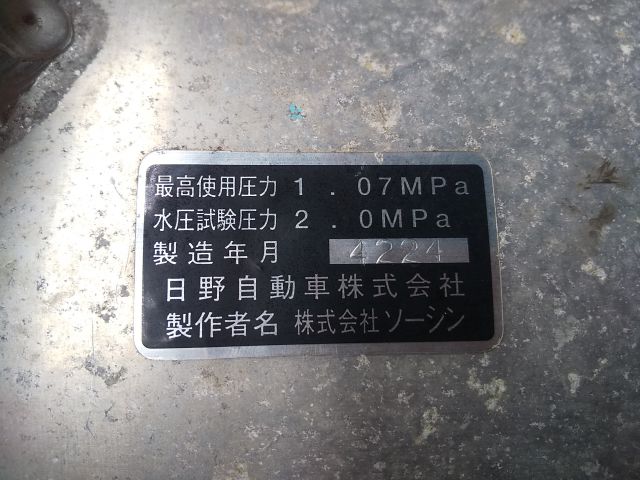 最高使用圧力 1.07MPa
水圧試験圧力 2.0MPa
製造年月 4224
日野自動車株式会社
製作者名 株式会社ソーシン